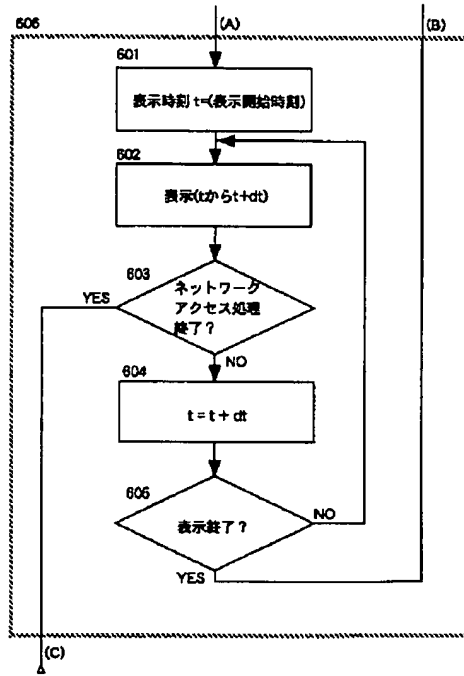 606
(A)
(B)
601
表示時刻 t=(表示開始時刻)
602
表示(tからt+dt)
603
YES
ネットワーク
アクセス処理
終了?
NO
604
t = t + dt
605
表示終了?
NO
YES
(C)